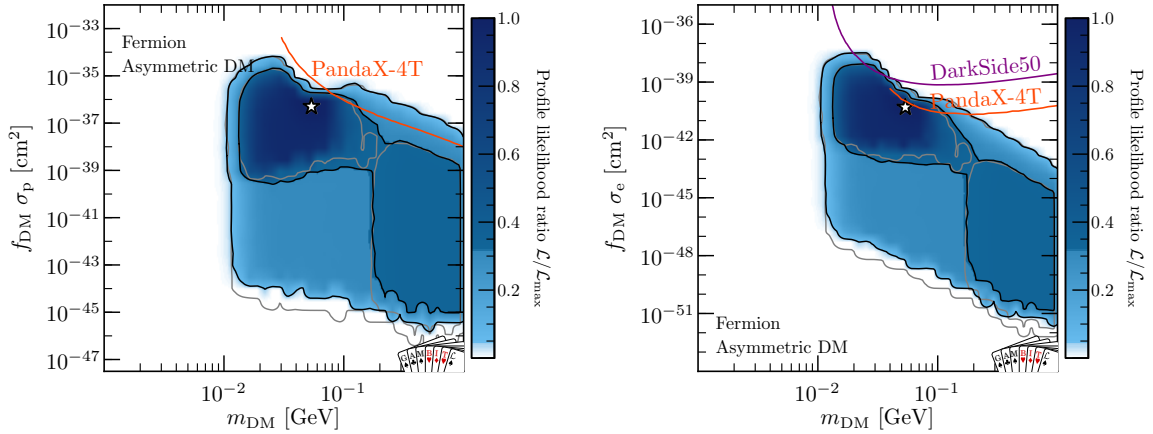 10⁻³³
10⁻³⁵
10⁻³⁷
10⁻³⁹
10⁻⁴¹
10⁻⁴³
10⁻⁴⁵
10⁻⁴⁷
f_DM σ_p [cm²]
Fermion
Asymmetric DM
PandaX-4T
GAMBIT
10⁻² 10⁻¹
m_DM [GeV]
1.0
0.8
0.6
0.4
0.2
Profile likelihood ratio ℒ/ℒ_max
10⁻³⁶
10⁻³⁹
10⁻⁴²
10⁻⁴⁵
10⁻⁴⁸
10⁻⁵¹
f_DM σ_e [cm²]
DarkSide50
PandaX-4T
Fermion
Asymmetric DM
GAMBIT
10⁻² 10⁻¹
m_DM [GeV]
1.0
0.8
0.6
0.4
0.2
Profile likelihood ratio ℒ/ℒ_max